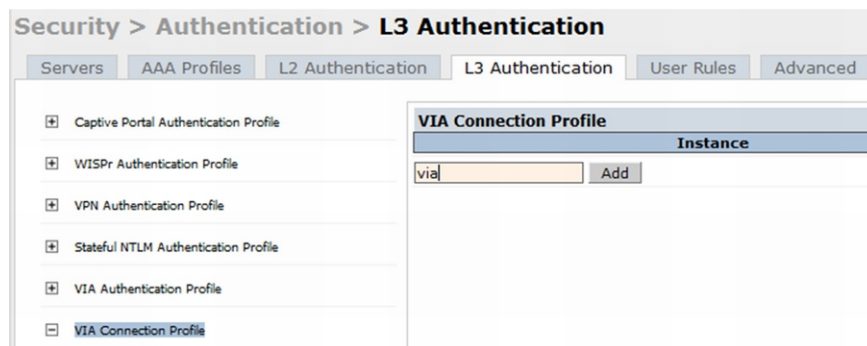 Security > Authentication > L3 Authentication
Servers AAA Profiles L2 Authentication L3 Authentication User Rules Advanced
Captive Portal Authentication Profile
WISPr Authentication Profile
VPN Authentication Profile
Stateful NTLM Authentication Profile
VIA Authentication Profile
VIA Connection Profile
VIA Connection Profile
Instance
via Add